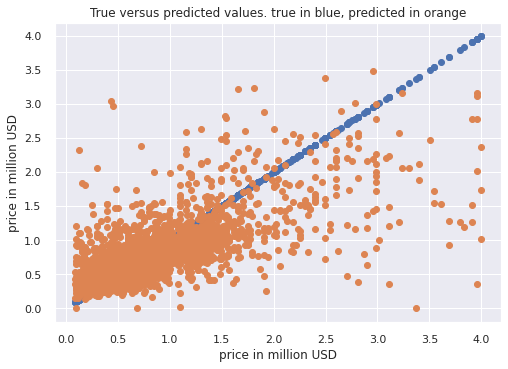 True versus predicted values. true in blue, predicted in orange
price in million USD
4.0
3.5
3.0
2.5
2.0
1.5
1.0
0.5
0.0
0.0 0.5 1.0 1.5 2.0 2.5 3.0 3.5 4.0
price in million USD